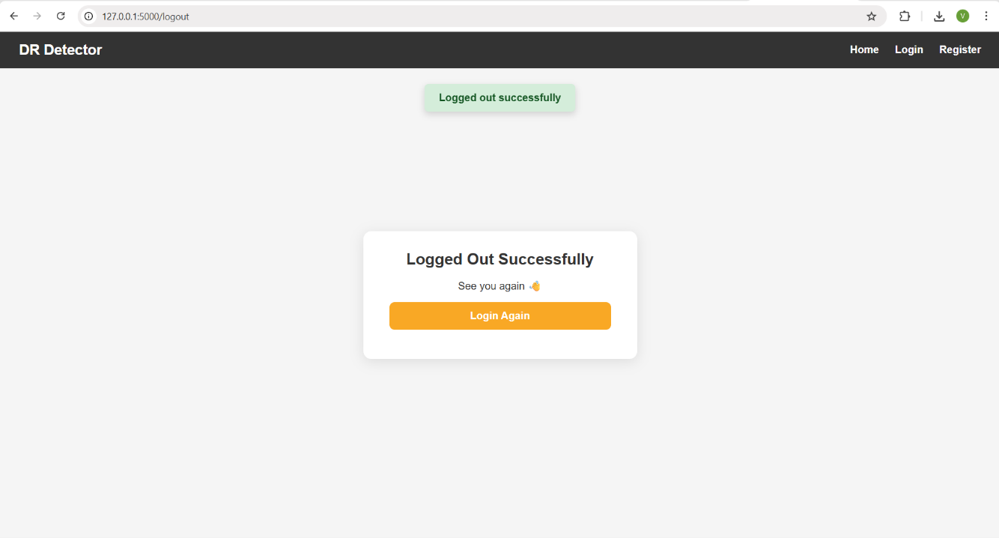 127.0.0.1:5000/logout
V
DR Detector
Home Login Register
Logged out successfully
Logged Out Successfully
See you again 👋
Login Again